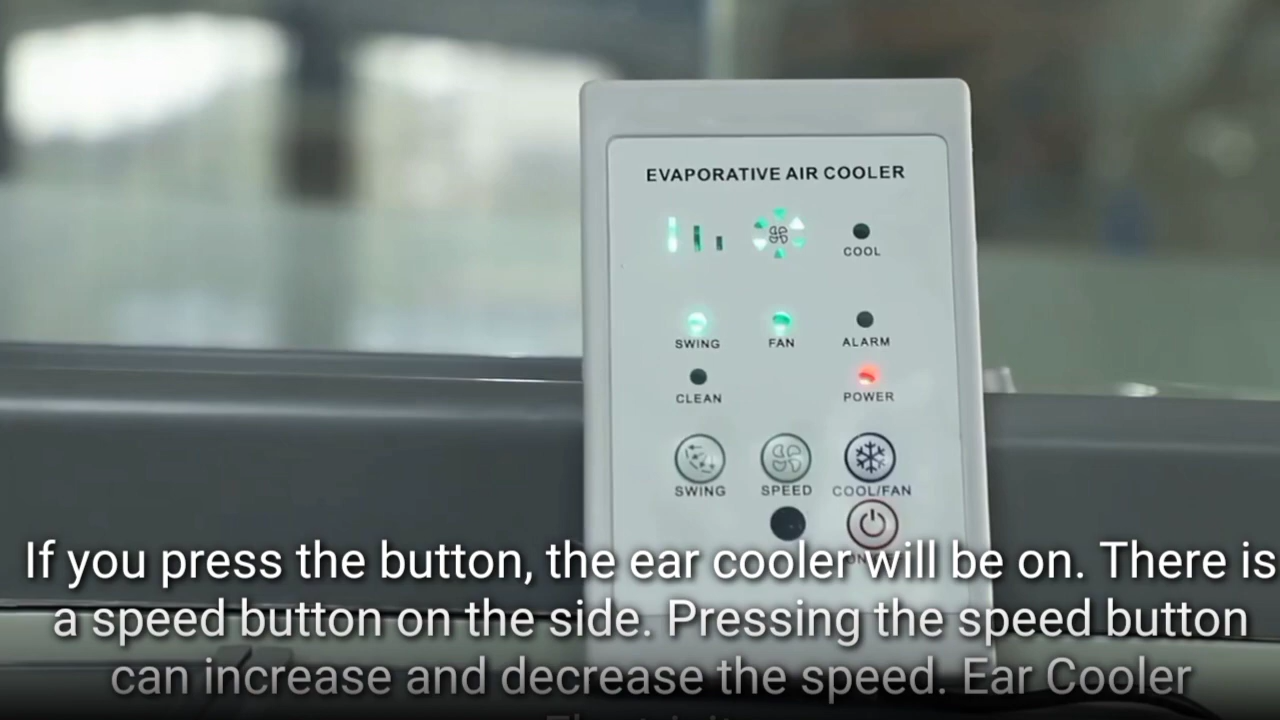 EVAPORATIVE AIR COOLER
COOL
SWING FAN ALARM
CLEAN POWER
SWING SPEED COOL/FAN
If you press the button, the ear cooler will be on. There is
a speed button on the side. Pressing the speed button
can increase and decrease the speed. Ear Cooler